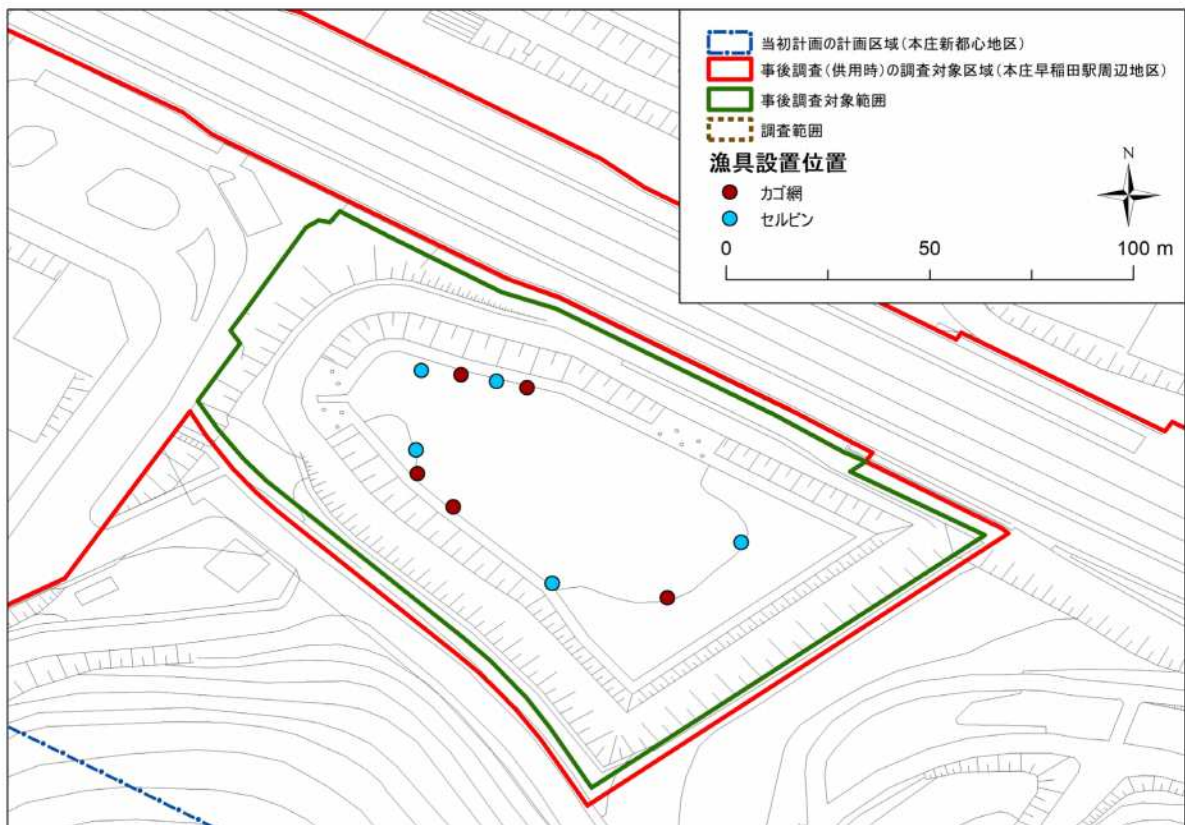 当初計画の計画区域(本庄新都心地区)
事後調査(供用時)の調査対象区域(本庄早稲田駅周辺地区)
事後調査対象範囲
調査範囲
漁具設置位置
カゴ網
セルビン
N
0 50 100 m